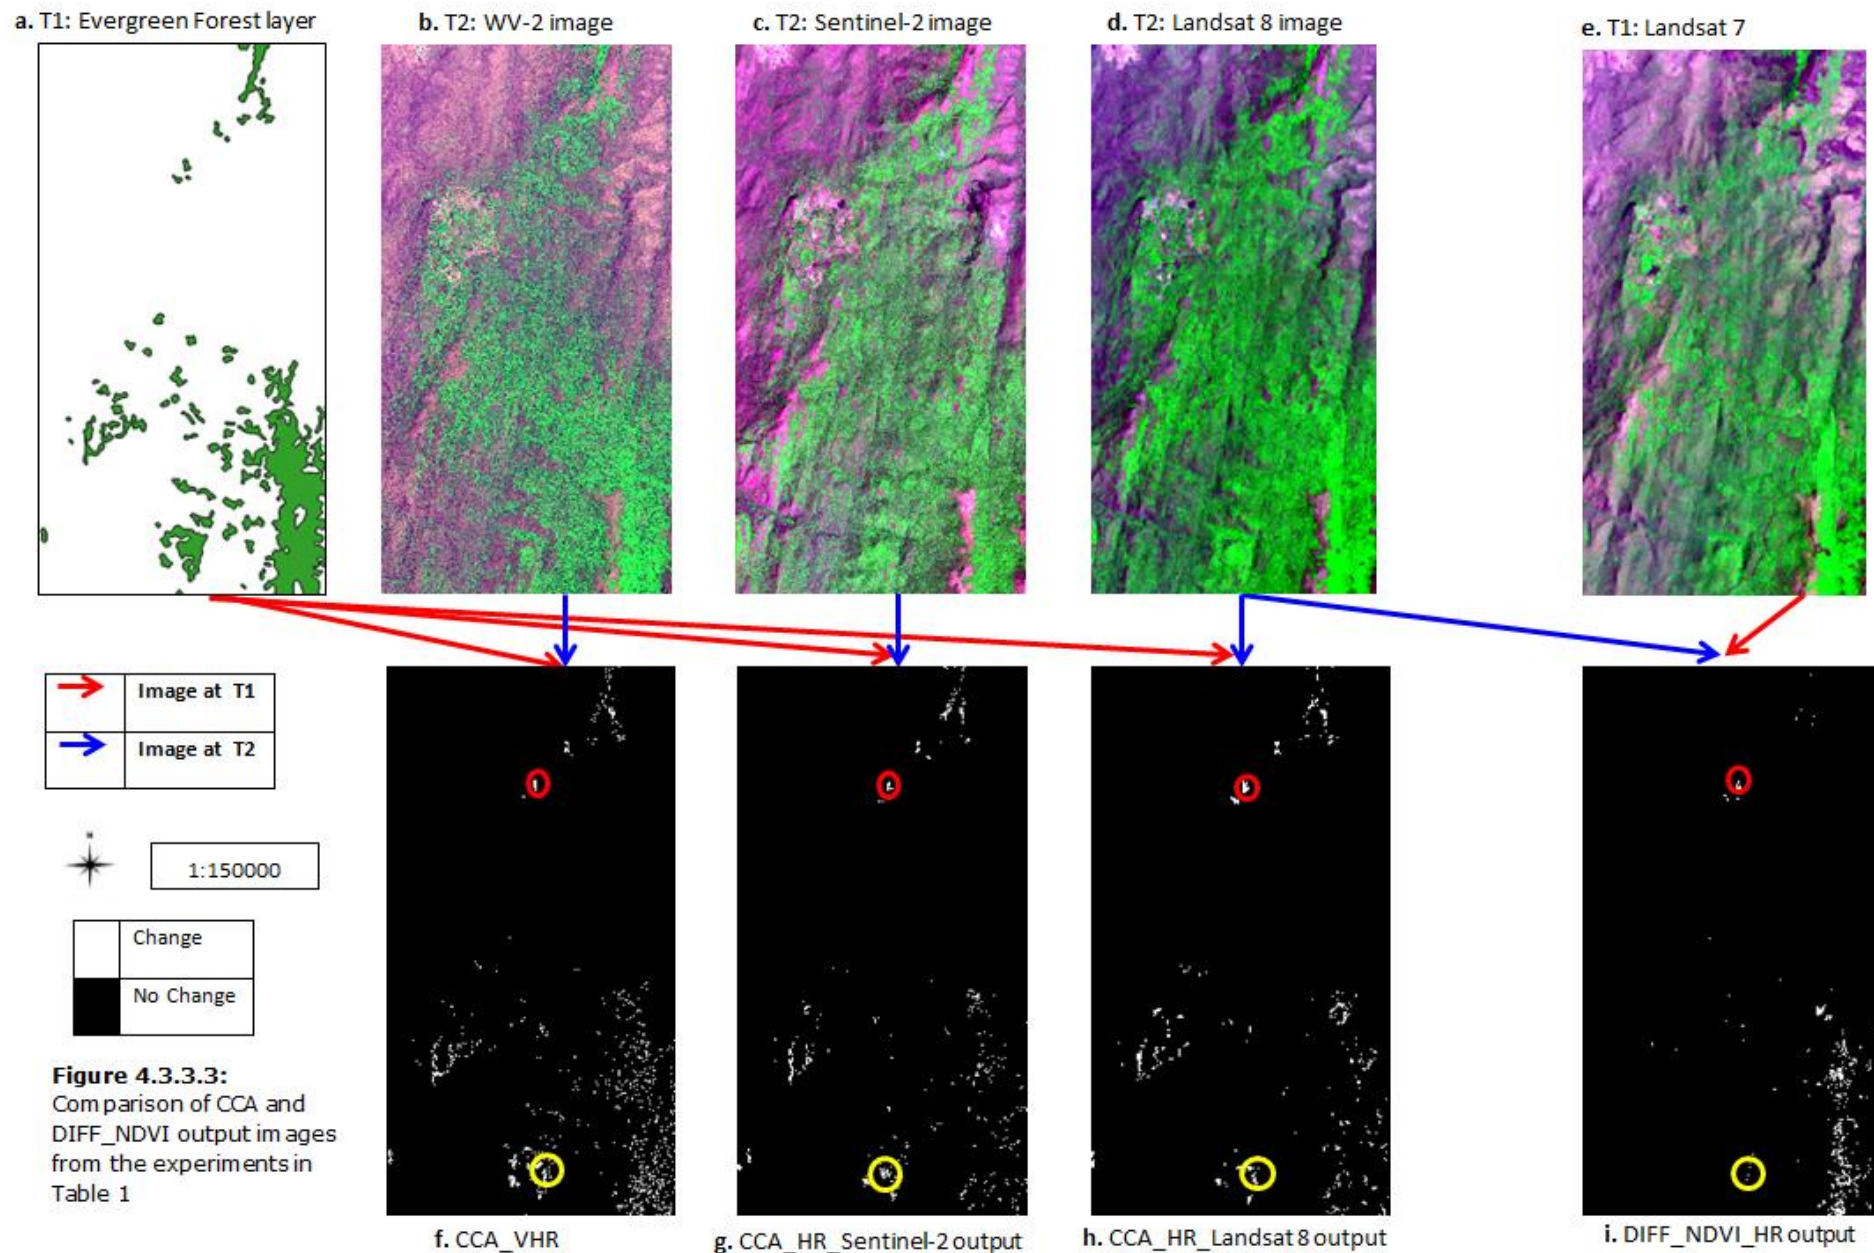 a. T1: Evergreen Forest layer
b. T2: WV-2 image
c. T2: Sentinel-2 image
d. T2: Landsat 8 image
e. T1: Landsat 7
Image at T1
Image at T2
N
1:150000
Change
No Change
Figure 4.3.3.3:
Comparison of CCA and
DIFF_NDVI output images
from the experiments in
Table 1
f. CCA_VHR
g. CCA_HR_Sentinel-2 output
h. CCA_HR_Landsat 8 output
i. DIFF_NDVI_HR output